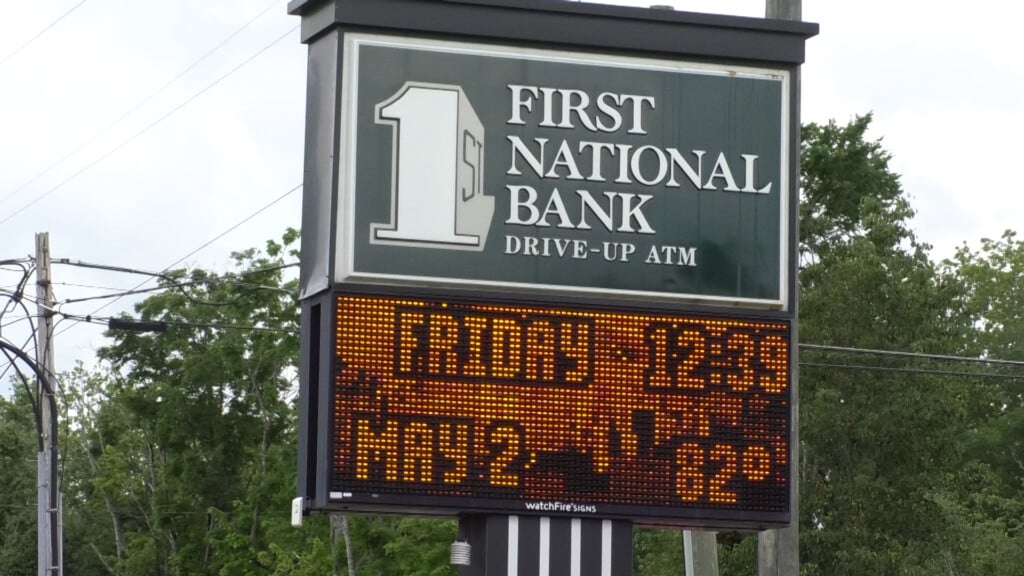 1ST
FIRST
NATIONAL
BANK
DRIVE-UP ATM
FRIDAY 12:39
MAY 2 82°
watchFire SIGNS